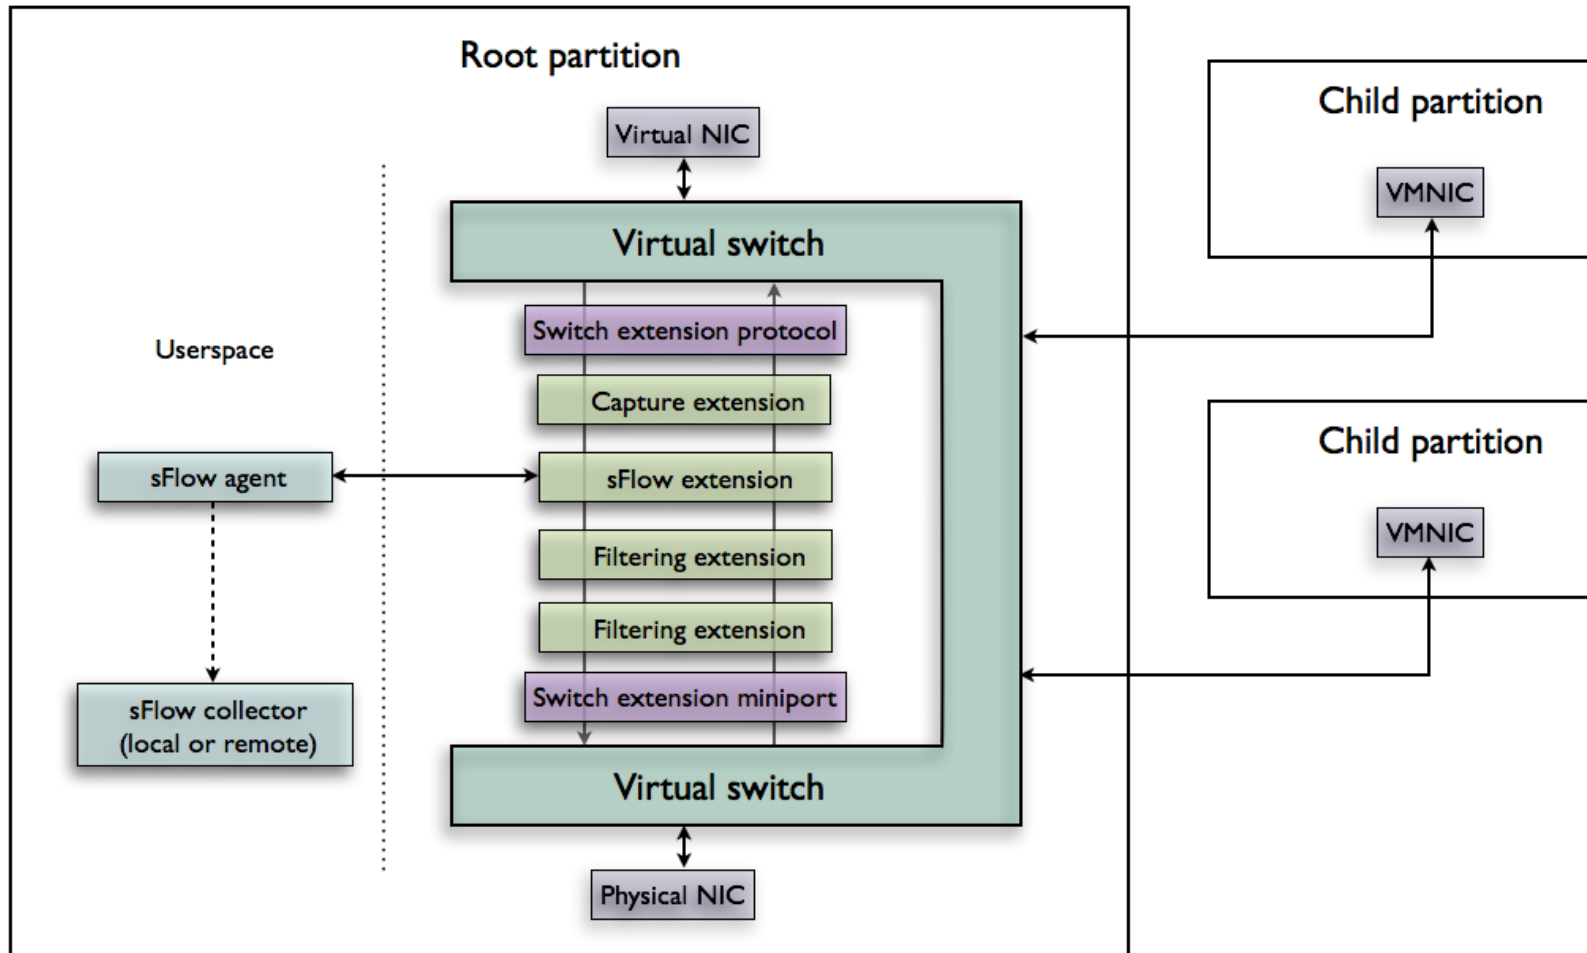 Root partition
Virtual NIC
Virtual switch
Switch extension protocol
Capture extension
sFlow extension
Filtering extension
Filtering extension
Switch extension miniport
Virtual switch
Physical NIC
Userspace
sFlow agent
sFlow collector
(local or remote)
Child partition
VMNIC
Child partition
VMNIC